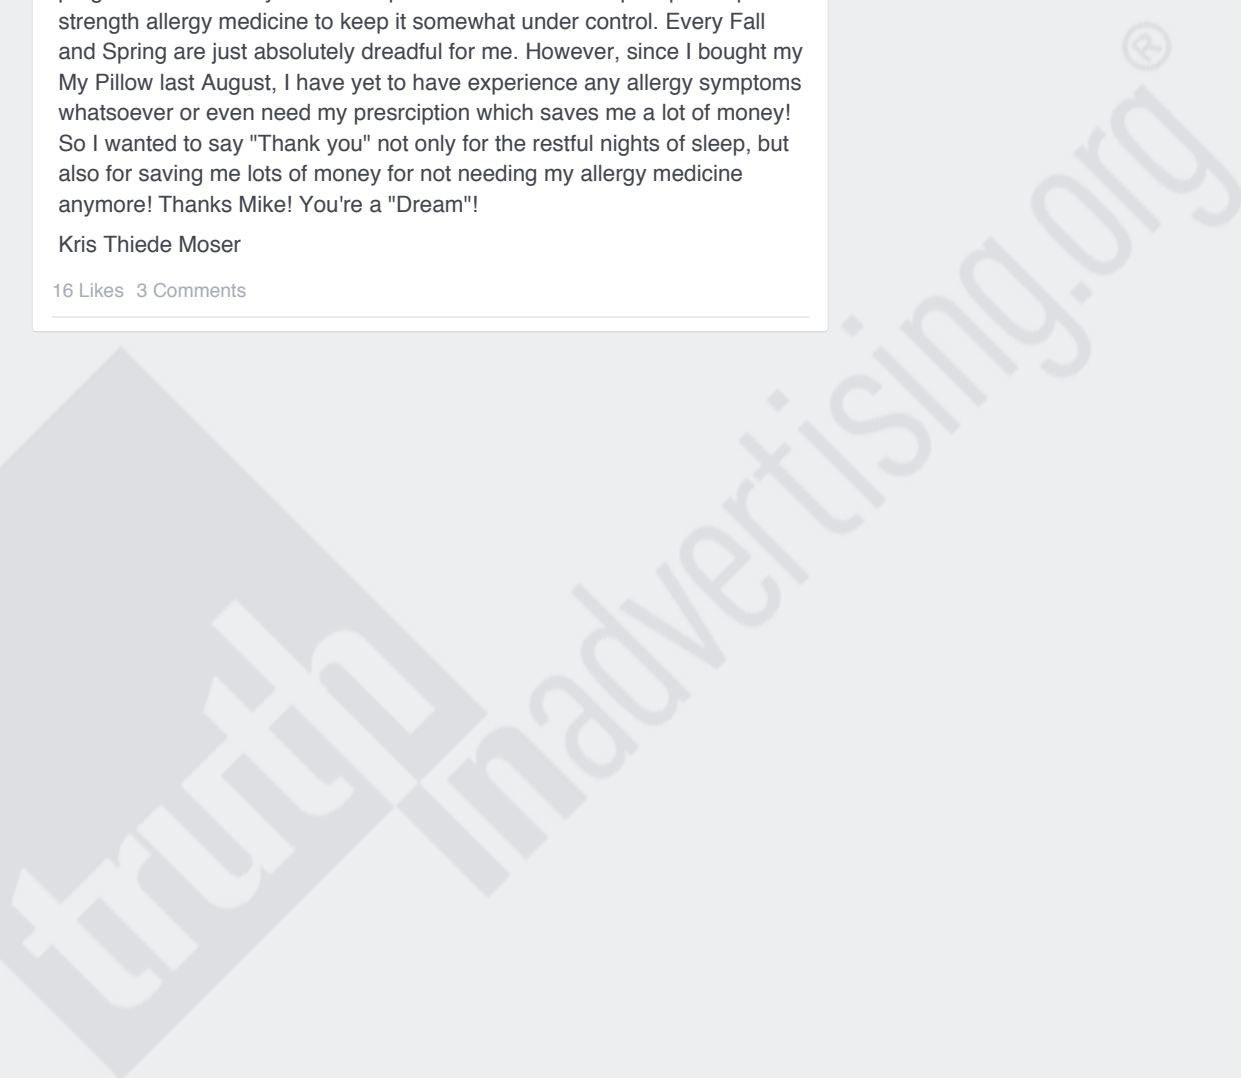 strength allergy medicine to keep it somewhat under control. Every Fall
and Spring are just absolutely dreadful for me. However, since I bought my
My Pillow last August, I have yet to have experience any allergy symptoms
whatsoever or even need my presrciption which saves me a lot of money!
So I wanted to say "Thank you" not only for the restful nights of sleep, but
also for saving me lots of money for not needing my allergy medicine
anymore! Thanks Mike! You're a "Dream"!
Kris Thiede Moser
16 Likes 3 Comments
truth
inadvertising.org®